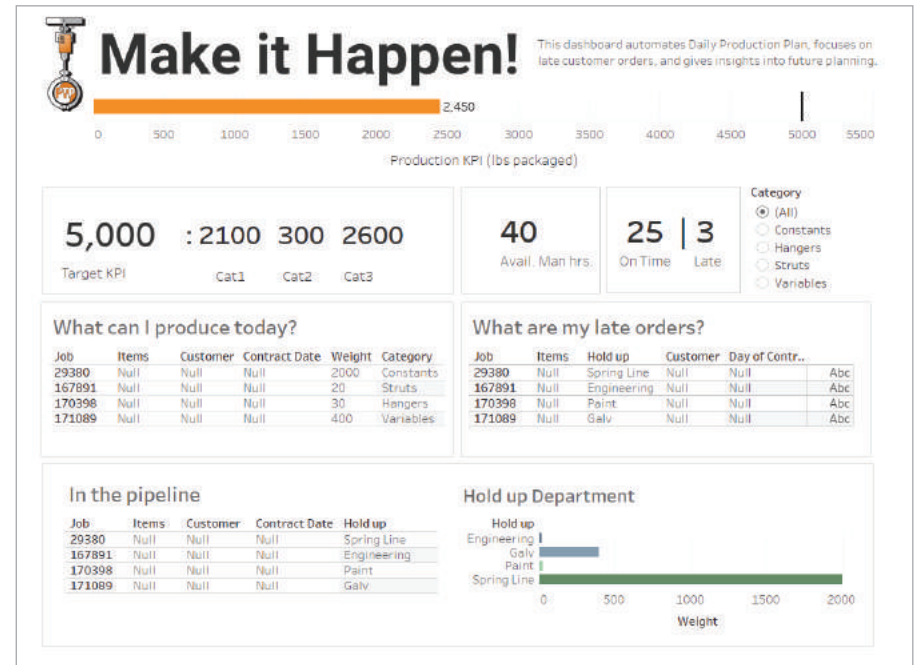 Make it Happen!
This dashboard automates Daily Production Plan, focuses on
late customer orders, and gives insights into future planning.
PW
2,450
0 500 1000 1500 2000 2500 3000 3500 4000 4500 5000 5500
Production KPI (lbs packaged)
5,000 : 2100 300 2600
Target KPI Cat1 Cat2 Cat3
40
Avail. Man hrs.
25 | 3
On Time Late
Category
(All)
Constants
Hangers
Struts
Variables
What can I produce today?
Job Items Customer Contract Date Weight Category
29380 Null Null Null 2000 Constants
167891 Null Null Null 20 Struts
170398 Null Null Null 30 Hangers
171089 Null Null Null 400 Variables
What are my late orders?
Job Items Hold up Customer Day of Contr..
29380 Null Spring Line Null Null Abc
167891 Null Engineering Null Null Abc
170398 Null Paint Null Null Abc
171089 Null Galv Null Null Abc
In the pipeline
Job Items Customer Contract Date Hold up
29380 Null Null Null Spring Line
167891 Null Null Null Engineering
170398 Null Null Null Paint
171089 Null Null Null Galv
Hold up Department
Hold up
Engineering
Galv
Paint
Spring Line
0 500 1000 1500 2000
Weight